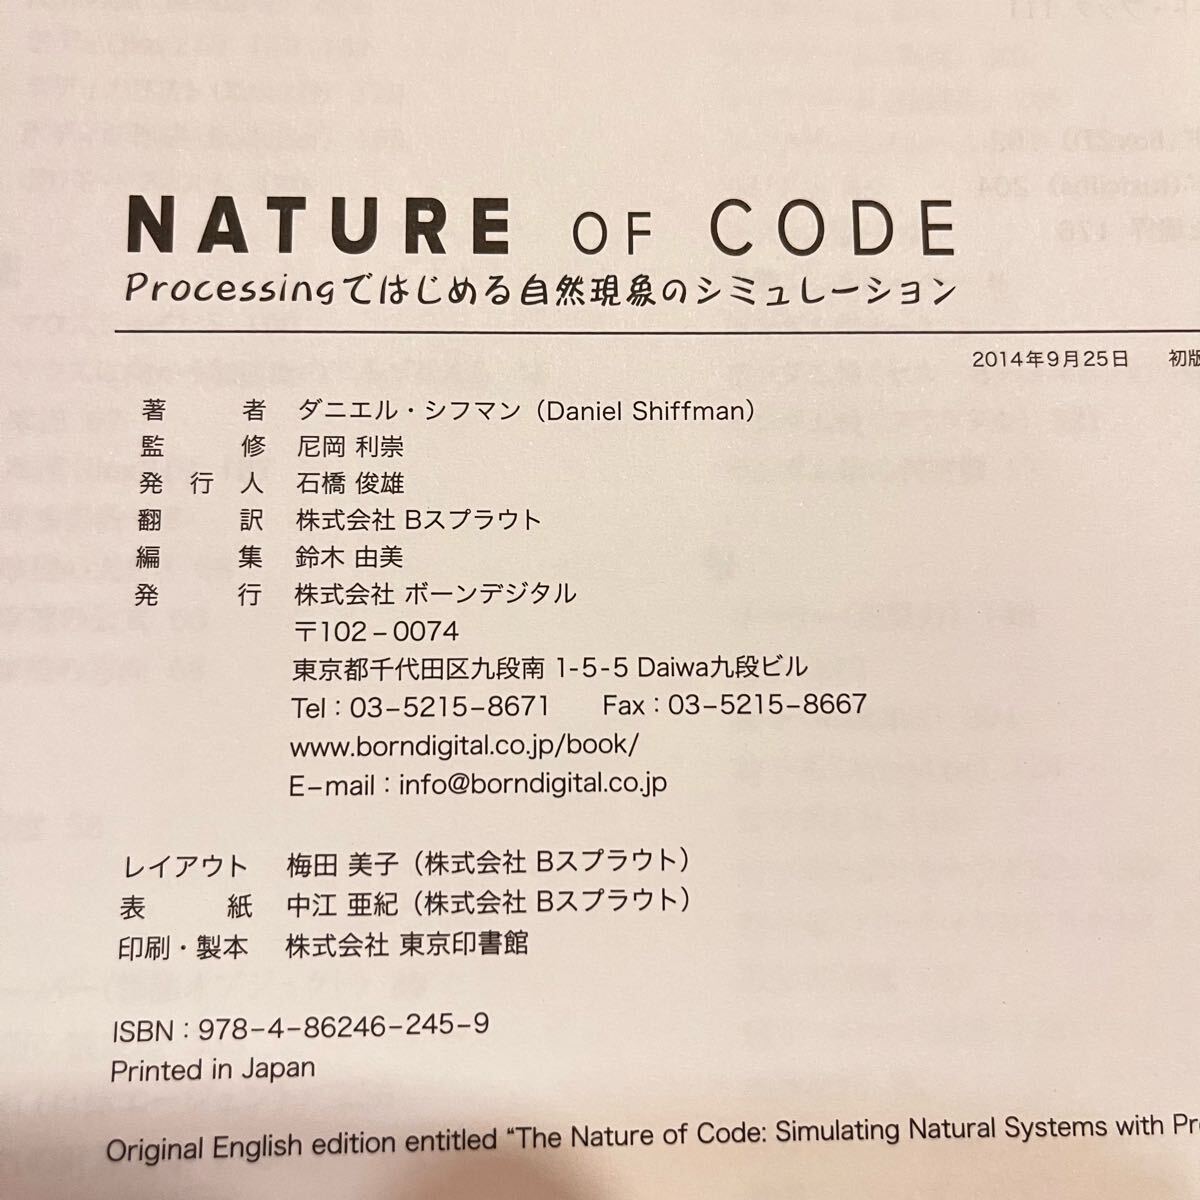 NATURE OF CODE
Processingではじめる自然現象のシミュレーション
2014年9月25日 初版
著者 ダニエル・シフマン（Daniel Shiffman）
監修 尼岡 利崇
発行人 石橋 俊雄
翻訳 株式会社 Bスプラウト
編集 鈴木 由美
発行 株式会社 ボーンデジタル
〒102-0074
東京都千代田区九段南 1-5-5 Daiwa九段ビル
Tel：03-5215-8671 Fax：03-5215-8667
www.borndigital.co.jp/book/
E-mail：info@borndigital.co.jp
レイアウト 梅田 美子（株式会社 Bスプラウト）
表紙 中江 亜紀（株式会社 Bスプラウト）
印刷・製本 株式会社 東京印書館
ISBN：978-4-86246-245-9
Printed in Japan
Original English edition entitled “The Nature of Code: Simulating Natural Systems with Pr